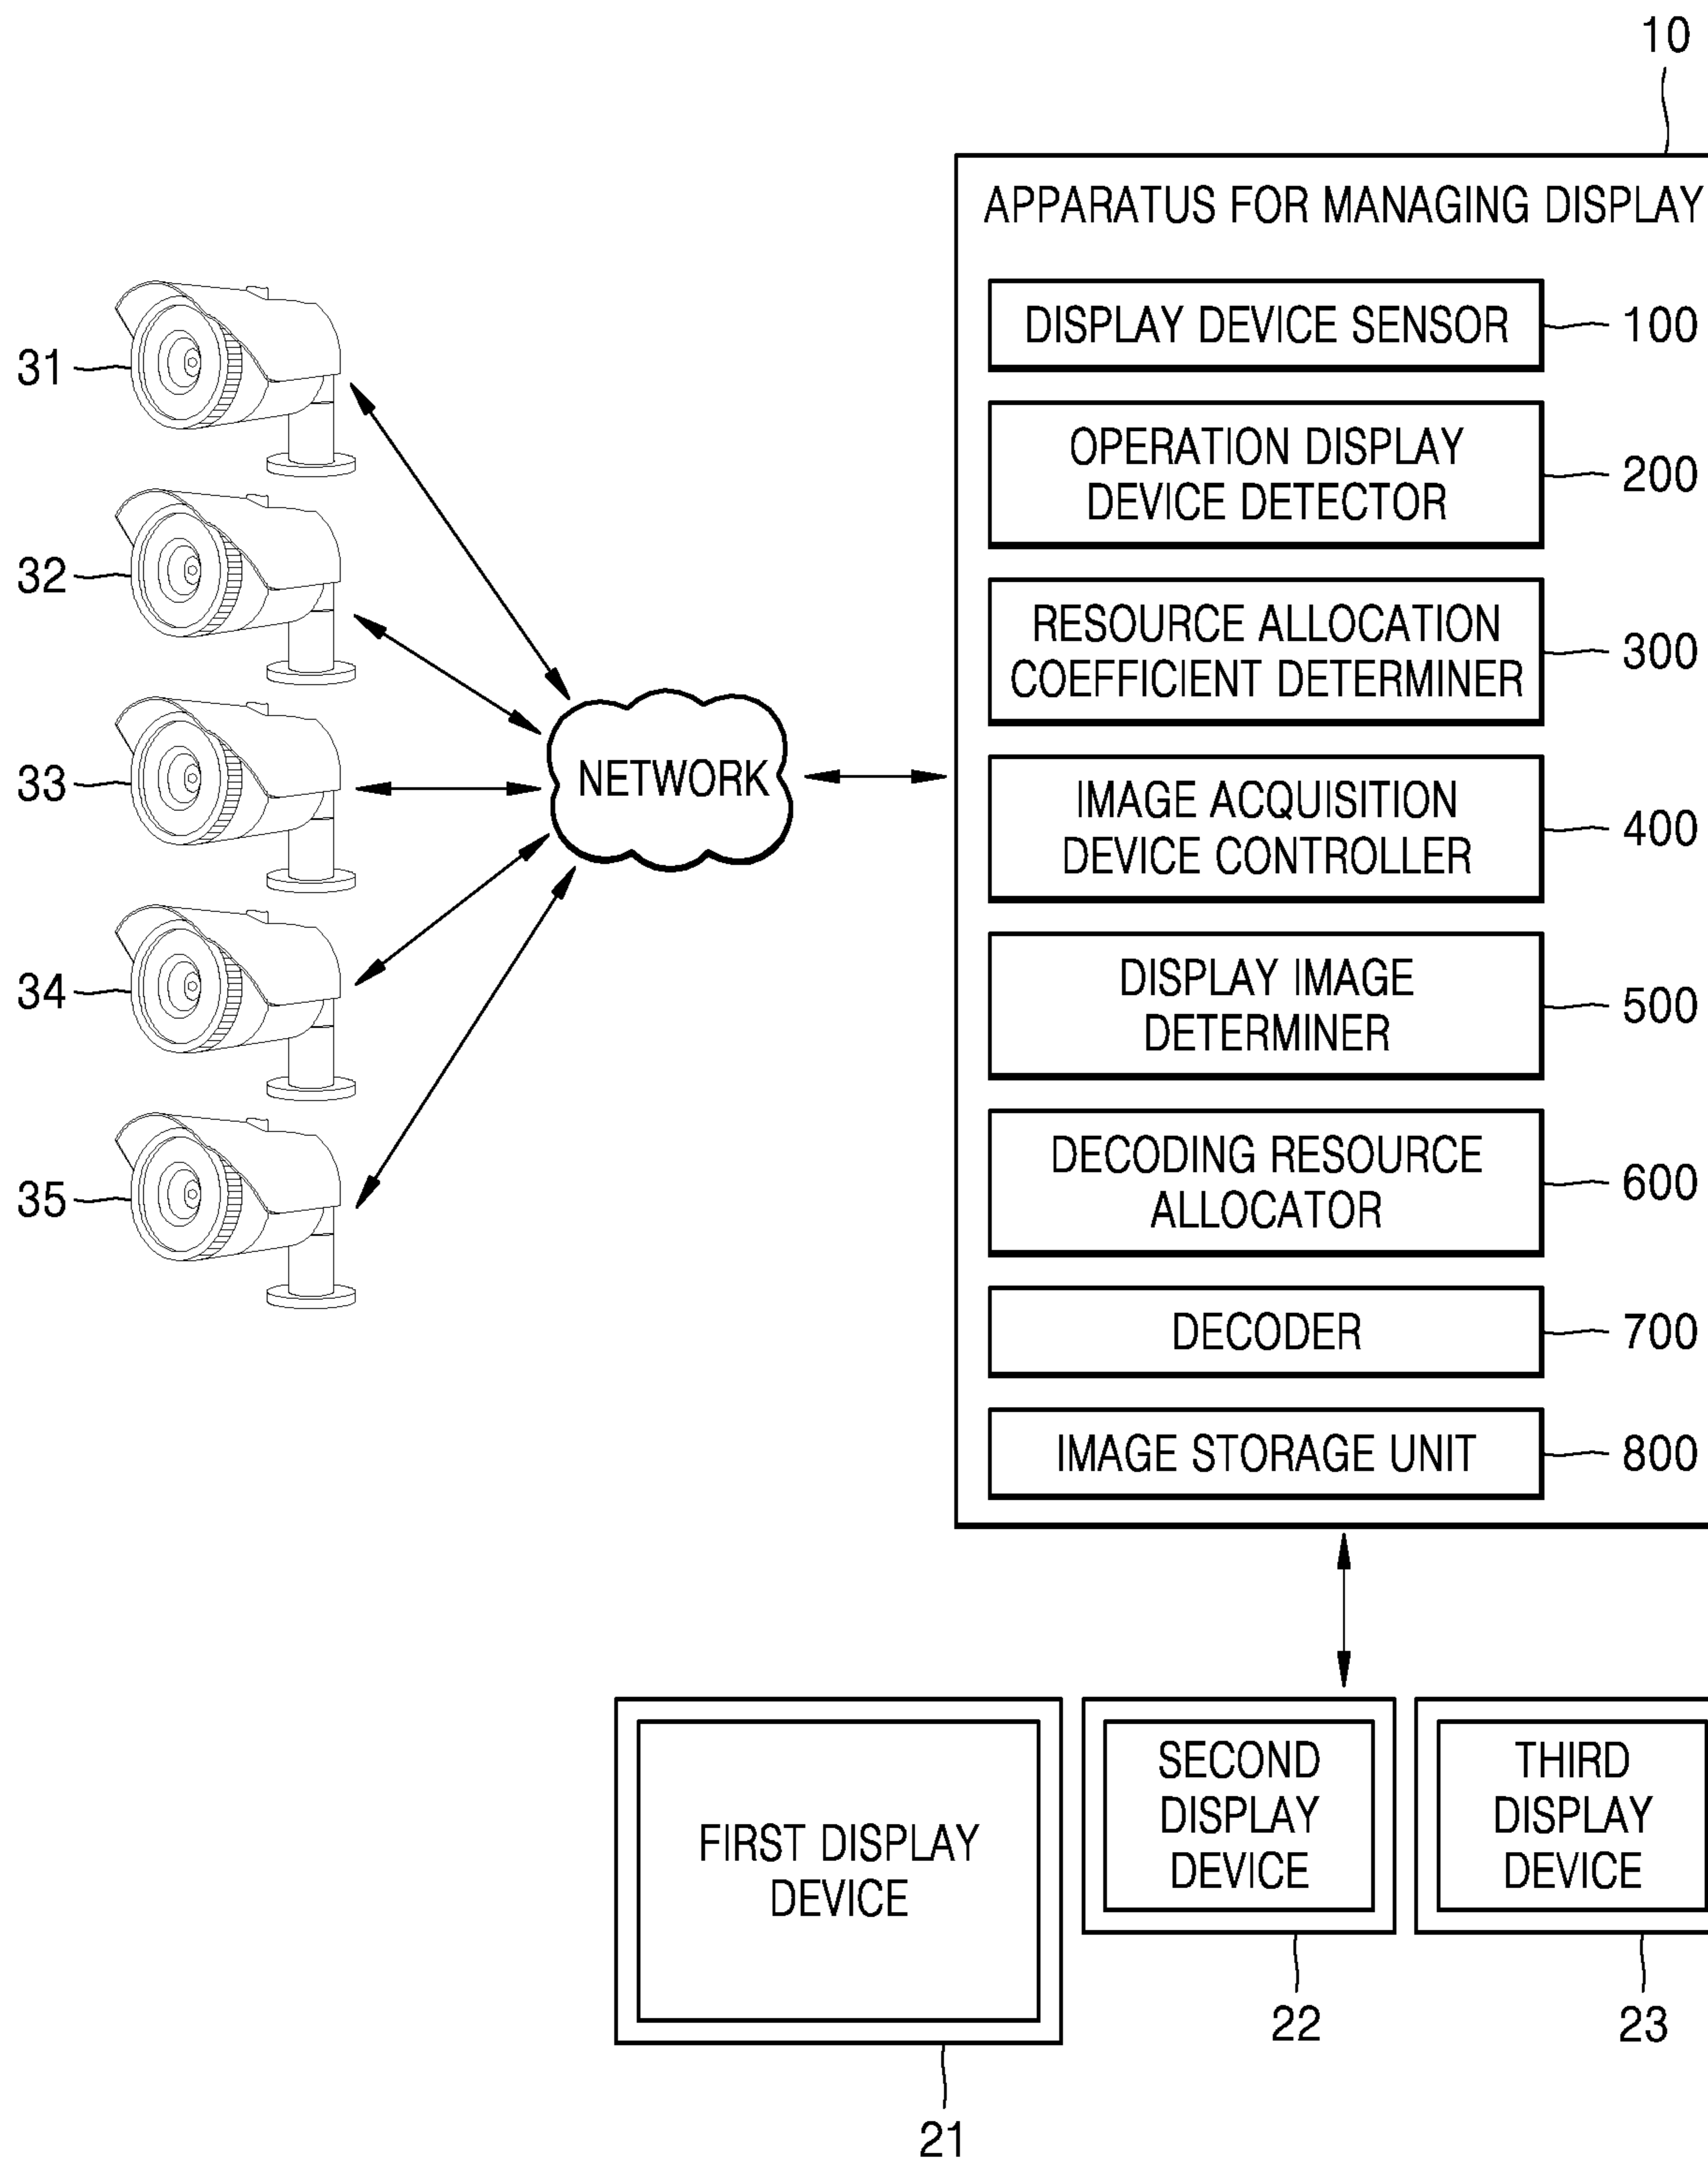 10
APPARATUS FOR MANAGING DISPLAY
DISPLAY DEVICE SENSOR
100
OPERATION DISPLAY
DEVICE DETECTOR
200
RESOURCE ALLOCATION
COEFFICIENT DETERMINER
300
IMAGE ACQUISITION
DEVICE CONTROLLER
400
DISPLAY IMAGE
DETERMINER
500
DECODING RESOURCE
ALLOCATOR
600
DECODER
700
IMAGE STORAGE UNIT
800
31
32
33
34
35
NETWORK
FIRST DISPLAY
DEVICE
21
SECOND
DISPLAY
DEVICE
22
THIRD
DISPLAY
DEVICE
23